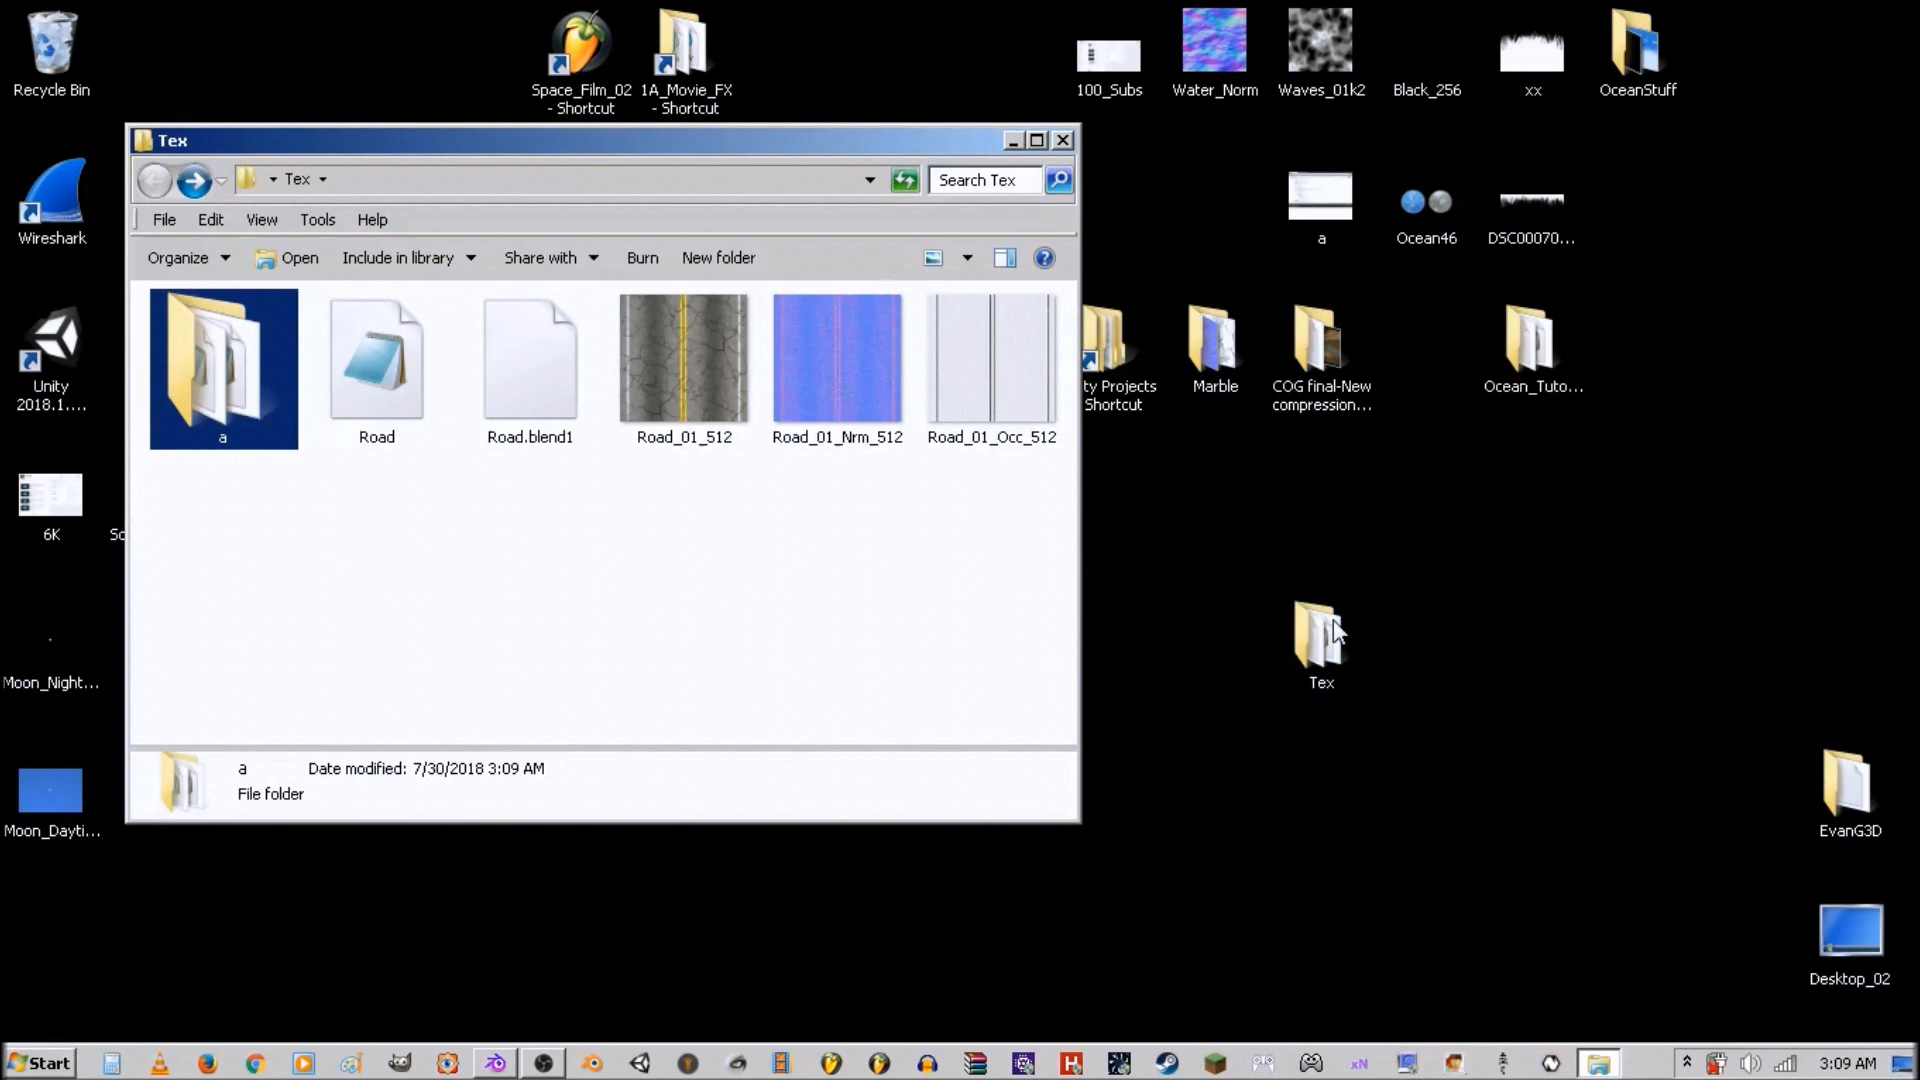 Recycle Bin
Space_Film_02
- Shortcut
1A_Movie_FX
- Shortcut
100_Subs
Water_Norm
Waves_01k2
Black_256
xx
OceanStuff
Tex
Tex
Search Tex
File
Edit
View
Tools
Help
Organize
Open
Include in library
Share with
Burn
New folder
a
Road
Road.blend1
Road_01_512
Road_01_Nrm_512
Road_01_Occ_512
a
Date modified: 7/30/2018 3:09 AM
File folder
Wireshark
Unity
2018.1....
6K
Sc
Moon_Night...
Moon_Dayti...
a
Ocean46
DSC00070...
ty Projects
Shortcut
Marble
COG final-New
compression...
Ocean_Tuto...
Tex
EvanG3D
Desktop_02
Start
xN
3:09 AM